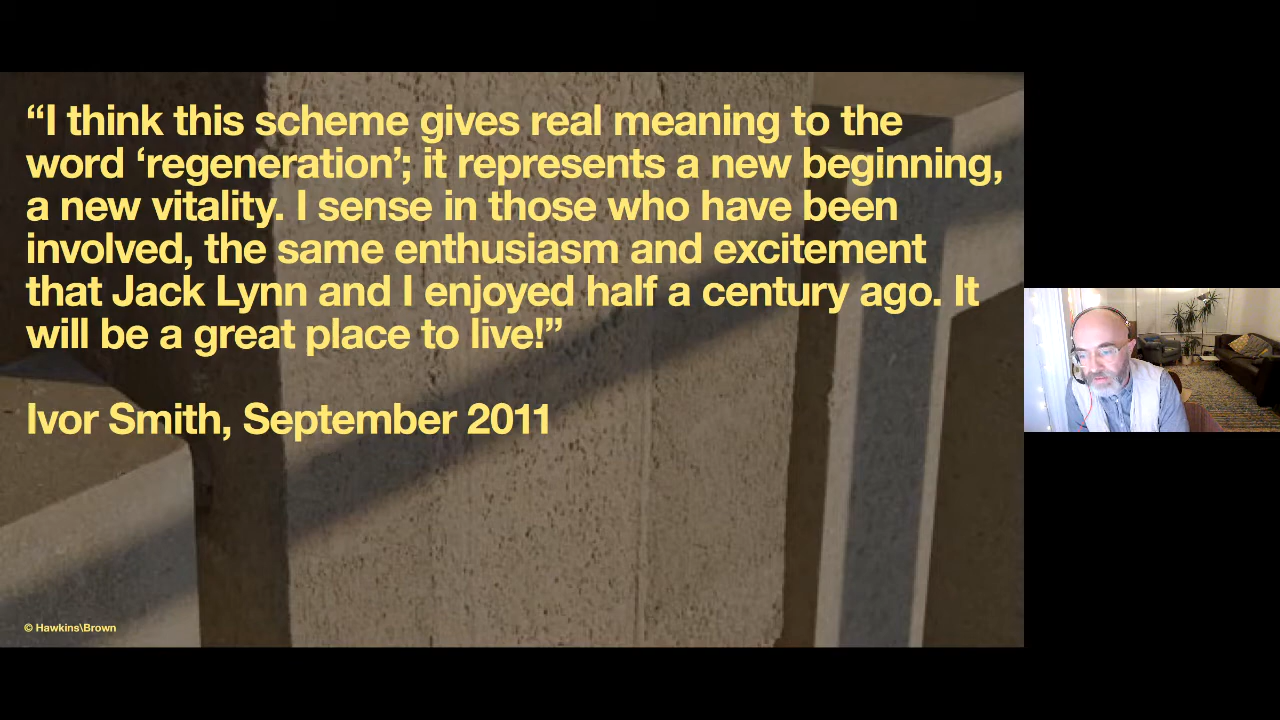 “I think this scheme gives real meaning to the
word ‘regeneration’; it represents a new beginning,
a new vitality. I sense in those who have been
involved, the same enthusiasm and excitement
that Jack Lynn and I enjoyed half a century ago. It
will be a great place to live!”
Ivor Smith, September 2011
© Hawkins\Brown